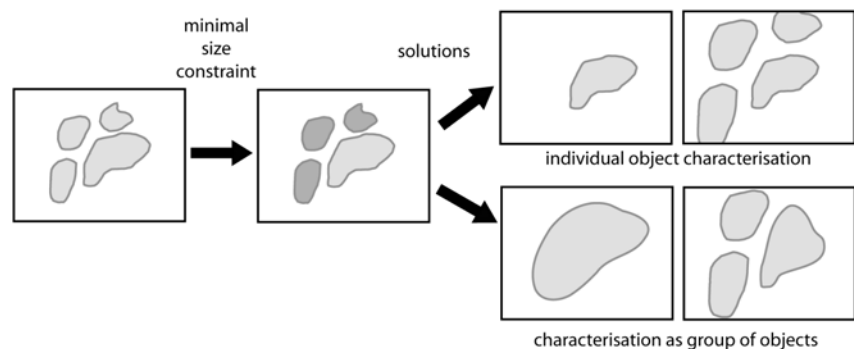 minimal
size
constraint
solutions
individual object characterisation
characterisation as group of objects